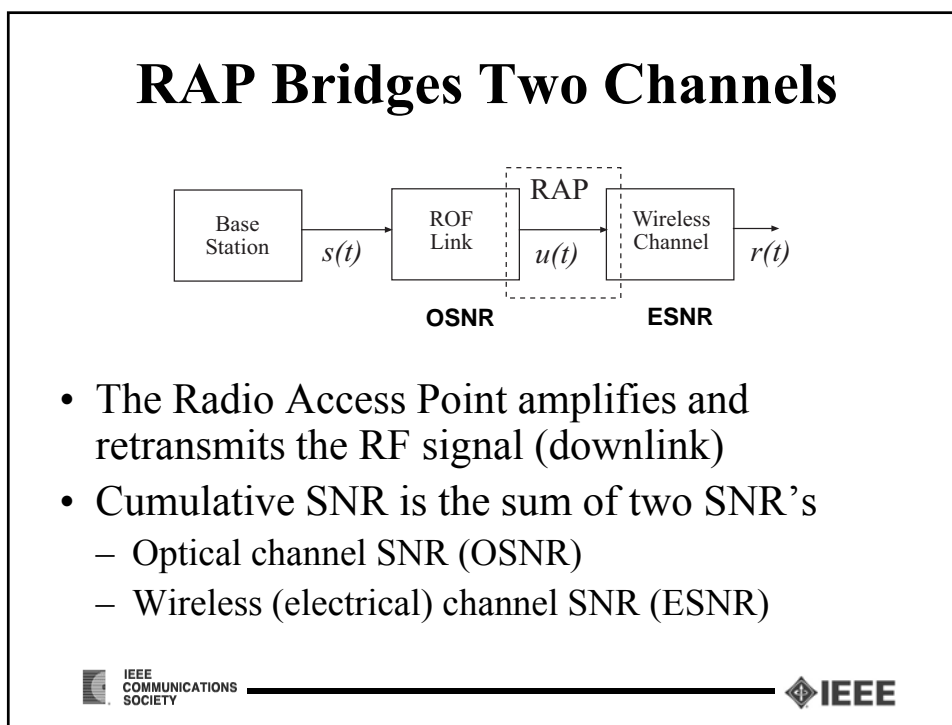 RAP Bridges Two Channels
RAP
Base
Station
s(t)
ROF
Link
u(t)
Wireless
Channel
r(t)
OSNR
ESNR
• The Radio Access Point amplifies and
retransmits the RF signal (downlink)
• Cumulative SNR is the sum of two SNR’s
– Optical channel SNR (OSNR)
– Wireless (electrical) channel SNR (ESNR)
IEEE
COMMUNICATIONS
SOCIETY
IEEE